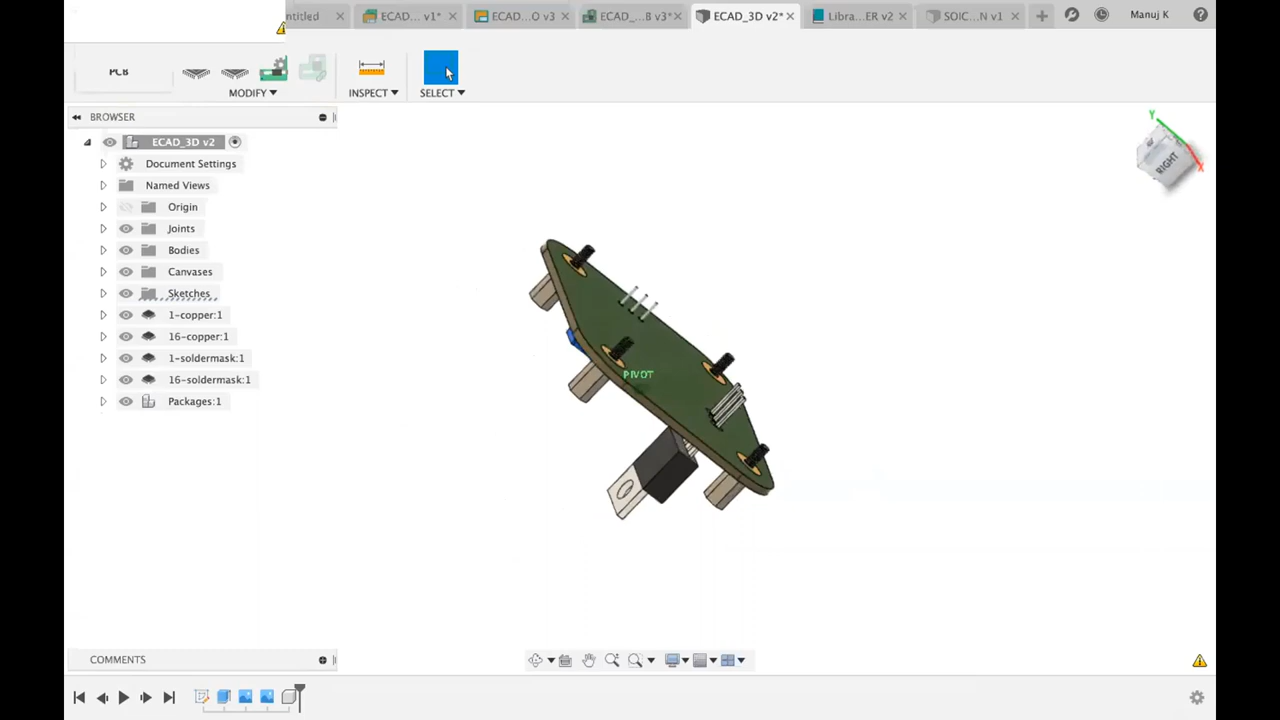 ntitled
ECAD... v1*
ECAD...O v3
ECAD_...B v3*
ECAD_3D v2*
Libra...ER v2
SOIC...N v1
Manuj K
PCB
MODIFY
INSPECT
SELECT
BROWSER
ECAD_3D v2
Document Settings
Named Views
Origin
Joints
Bodies
Canvases
Sketches
1-copper:1
16-copper:1
1-soldermask:1
16-soldermask:1
Packages:1
PIVOT
Y
RIGHT
X
COMMENTS